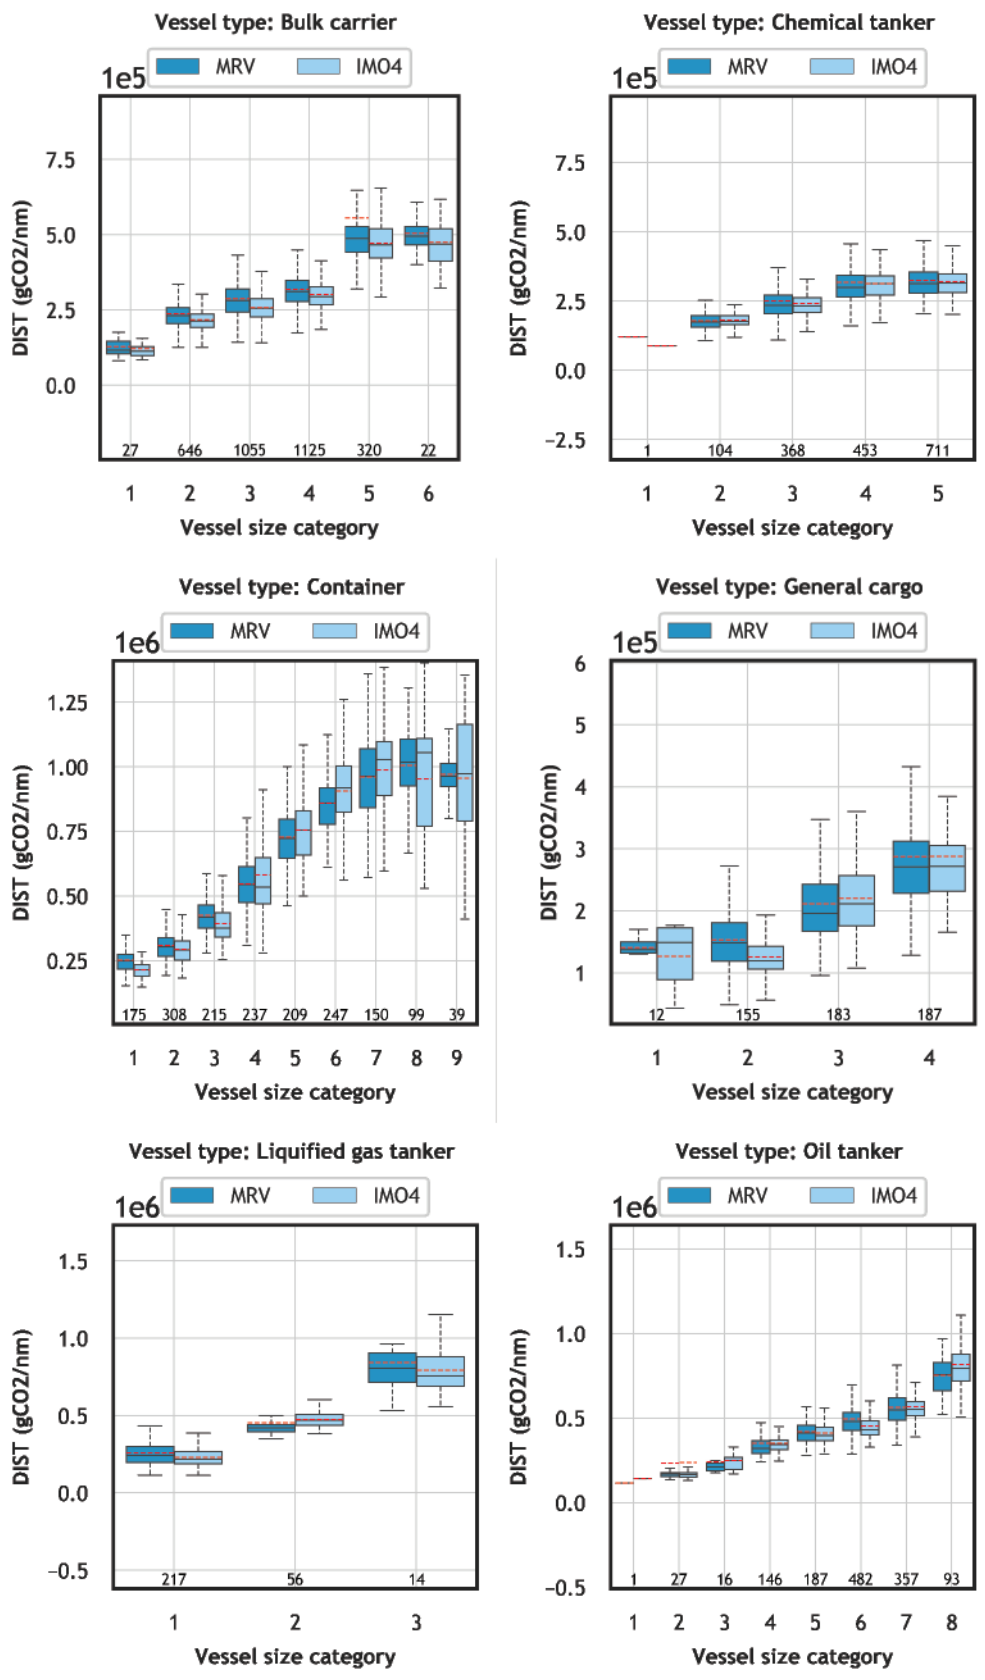 Vessel type: Bulk carrier
MRV IMO4
1e5
7.5
5.0
2.5
0.0
DIST (gCO2/nm)
27 646 1055 1125 320 22
1 2 3 4 5 6
Vessel size category
Vessel type: Chemical tanker
MRV IMO4
1e5
7.5
5.0
2.5
0.0
−2.5
DIST (gCO2/nm)
1 104 368 453 711
1 2 3 4 5
Vessel size category
Vessel type: Container
MRV IMO4
1e6
1.25
1.00
0.75
0.50
0.25
DIST (gCO2/nm)
175 308 215 237 209 247 150 99 39
1 2 3 4 5 6 7 8 9
Vessel size category
Vessel type: General cargo
MRV IMO4
1e5
6
5
4
3
2
1
DIST (gCO2/nm)
12 155 183 187
1 2 3 4
Vessel size category
Vessel type: Liquified gas tanker
MRV IMO4
1e6
1.5
1.0
0.5
0.0
−0.5
DIST (gCO2/nm)
217 56 14
1 2 3
Vessel size category
Vessel type: Oil tanker
MRV IMO4
1e6
1.5
1.0
0.5
0.0
−0.5
DIST (gCO2/nm)
1 27 16 146 187 482 357 93
1 2 3 4 5 6 7 8
Vessel size category